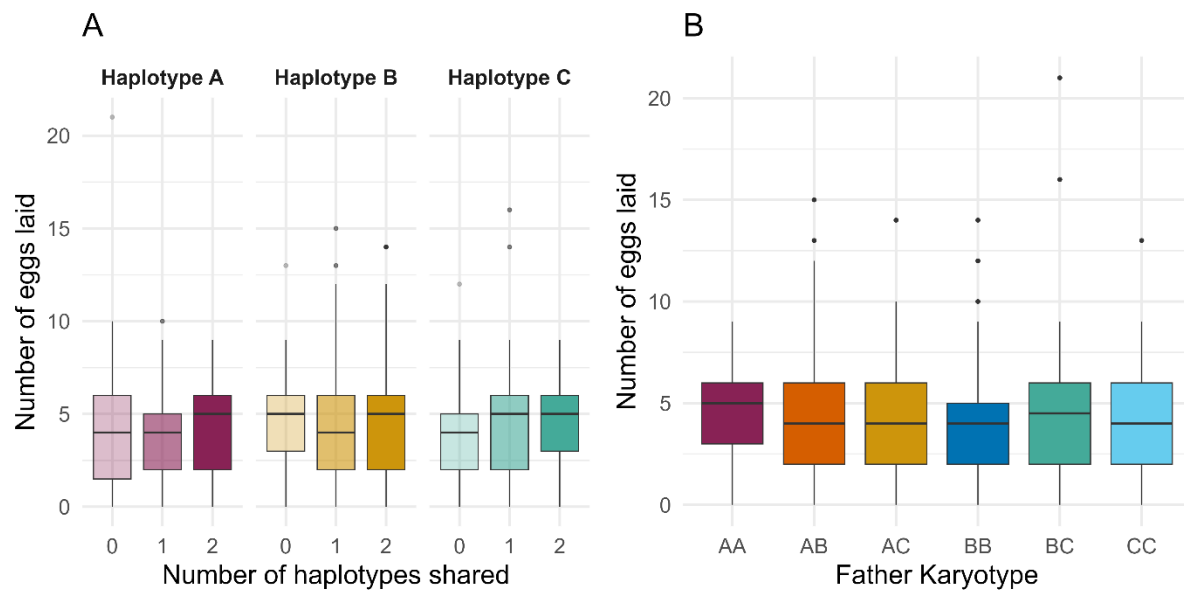 A
Haplotype A Haplotype B Haplotype C
Number of eggs laid
20
15
10
5
0
0 1 2 0 1 2 0 1 2
Number of haplotypes shared
B
Number of eggs laid
20
15
10
5
0
AA AB AC BB BC CC
Father Karyotype